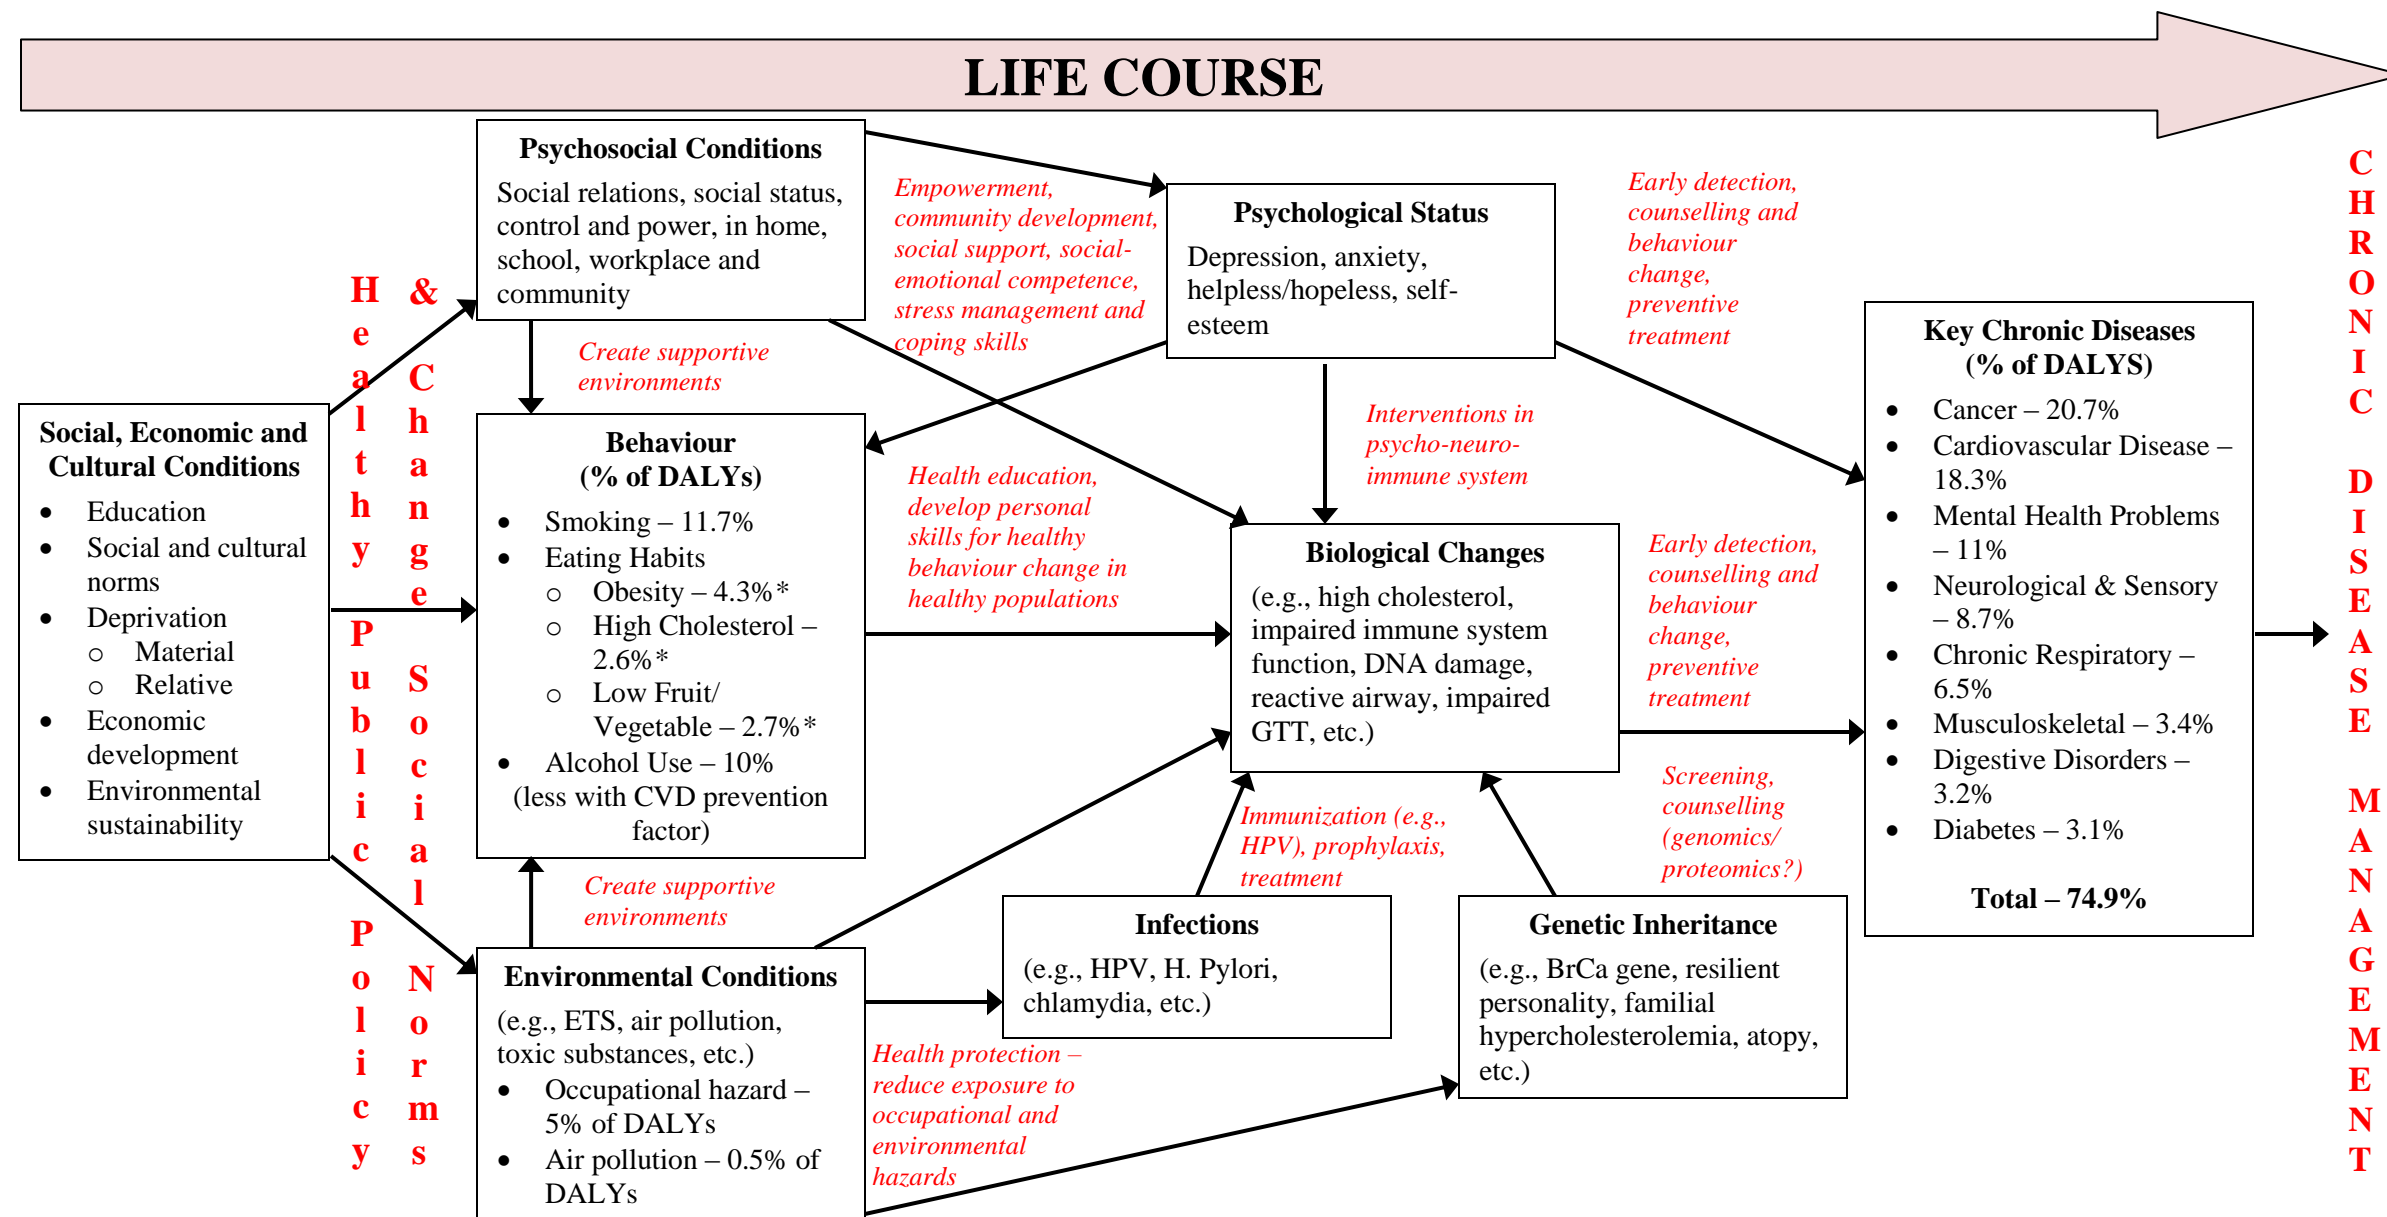 LIFE COURSE
Psychosocial Conditions
Social relations, social status,
control and power, in home,
school, workplace and
community
Empowerment,
community development,
social support, social-
emotional competence,
stress management and
coping skills
Psychological Status
Depression, anxiety,
helpless/hopeless, self-
esteem
Early detection,
counselling and
behaviour
change,
preventive
treatment
Create supportive
environments
Social, Economic and
Cultural Conditions
• Education
• Social and cultural
norms
• Deprivation
o Material
o Relative
• Economic
development
• Environmental
sustainability
Healthy Public Policy
& Change Social Norms
Behaviour
(% of DALYs)
• Smoking – 11.7%
• Eating Habits
o Obesity – 4.3%*
o High Cholesterol –
2.6%*
o Low Fruit/
Vegetable – 2.7%*
• Alcohol Use – 10%
(less with CVD prevention
factor)
Health education,
develop personal
skills for healthy
behaviour change in
healthy populations
Interventions in
psycho-neuro-
immune system
Biological Changes
(e.g., high cholesterol,
impaired immune system
function, DNA damage,
reactive airway, impaired
GTT, etc.)
Early detection,
counselling and
behaviour
change,
preventive
treatment
Key Chronic Diseases
(% of DALYS)
• Cancer – 20.7%
• Cardiovascular Disease –
18.3%
• Mental Health Problems
– 11%
• Neurological & Sensory
– 8.7%
• Chronic Respiratory –
6.5%
• Musculoskeletal – 3.4%
• Digestive Disorders –
3.2%
• Diabetes – 3.1%
Total – 74.9%
CHRONIC DISEASE MANAGEMENT
Create supportive
environments
Immunization (e.g.,
HPV), prophylaxis,
treatment
Screening,
counselling
(genomics/
proteomics?)
Environmental Conditions
(e.g., ETS, air pollution,
toxic substances, etc.)
• Occupational hazard –
5% of DALYs
• Air pollution – 0.5% of
DALYs
Infections
(e.g., HPV, H. Pylori,
chlamydia, etc.)
Genetic Inheritance
(e.g., BrCa gene, resilient
personality, familial
hypercholesterolemia, atopy,
etc.)
Health protection –
reduce exposure to
occupational and
environmental
hazards